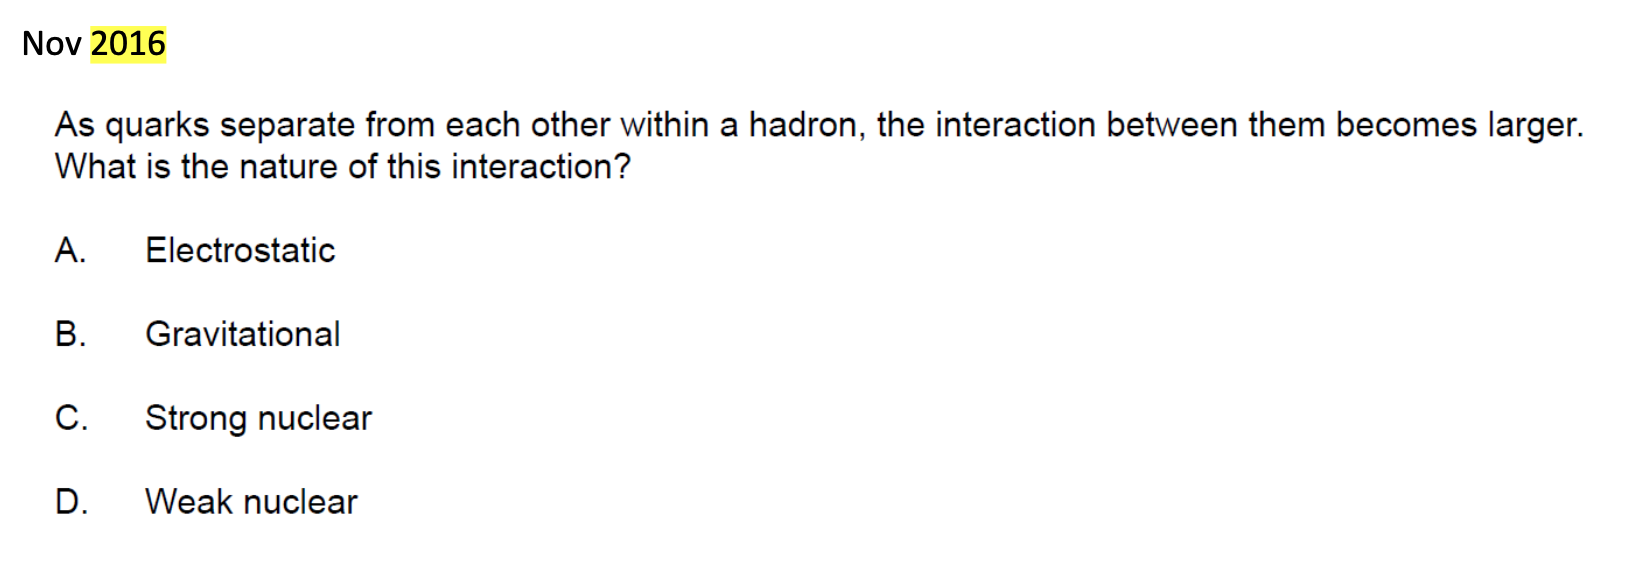 Nov 2016
As quarks separate from each other within a hadron, the interaction between them becomes larger.
What is the nature of this interaction?
A. Electrostatic
B. Gravitational
C. Strong nuclear
D. Weak nuclear